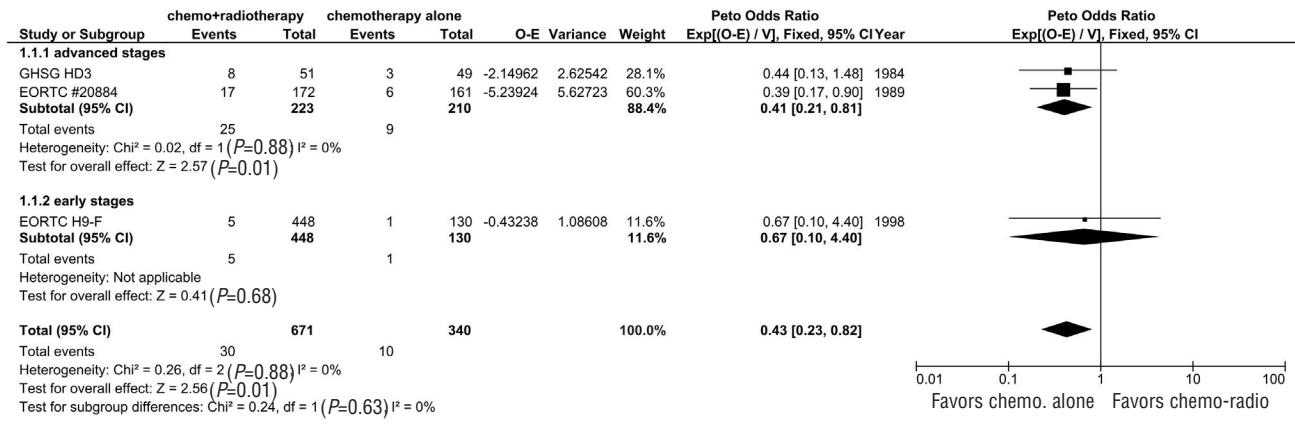 chemo+radiotherapy chemotherapy alone Peto Odds Ratio Peto Odds Ratio
Study or Subgroup Events Total Events Total O-E Variance Weight Exp[(O-E) / V], Fixed, 95% CI Year Exp[(O-E) / V], Fixed, 95% CI
1.1.1 advanced stages
GHSG HD3 8 51 3 49 -2.14962 2.62542 28.1% 0.44 [0.13, 1.48] 1984
EORTC #20884 17 172 6 161 -5.23924 5.62723 60.3% 0.39 [0.17, 0.90] 1989
Subtotal (95% CI) 223 210 88.4% 0.41 [0.21, 0.81]
Total events 25 9
Heterogeneity: Chi² = 0.02, df = 1 (P=0.88) I² = 0%
Test for overall effect: Z = 2.57 (P=0.01)
1.1.2 early stages
EORTC H9-F 5 448 1 130 -0.43238 1.08608 11.6% 0.67 [0.10, 4.40] 1998
Subtotal (95% CI) 448 130 11.6% 0.67 [0.10, 4.40]
Total events 5 1
Heterogeneity: Not applicable
Test for overall effect: Z = 0.41 (P=0.68)
Total (95% CI) 671 340 100.0% 0.43 [0.23, 0.82]
Total events 30 10
Heterogeneity: Chi² = 0.26, df = 2 (P=0.88) I² = 0%
Test for overall effect: Z = 2.56 (P=0.01)
Test for subgroup differences: Chi² = 0.24, df = 1 (P=0.63) I² = 0%
0.01 0.1 1 10 100
Favors chemo. alone Favors chemo-radio